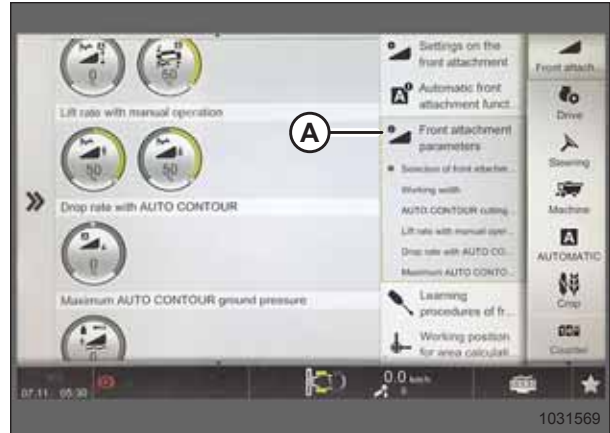 0
%
50
%
Lift rate with manual operation
50
%
50
%
Drop rate with AUTO CONTOUR
0
Maximum AUTO CONTOUR ground pressure
0
Settings on the
front attachment
Automatic front
attachment funct...
A
Front attachment
parameters
Selection of front attachm...
Working width
AUTO CONTOUR cutting...
Lift rate with manual oper...
Drop rate with AUTO CO...
Maximum AUTO CONTO...
Learning
procedures of fr...
Working position
for area calculati...
Front attach...
Drive
Steering
Machine
A
AUTOMATIC
Crop
Counter
07.11. 05:30
0.0 km/h
1031569